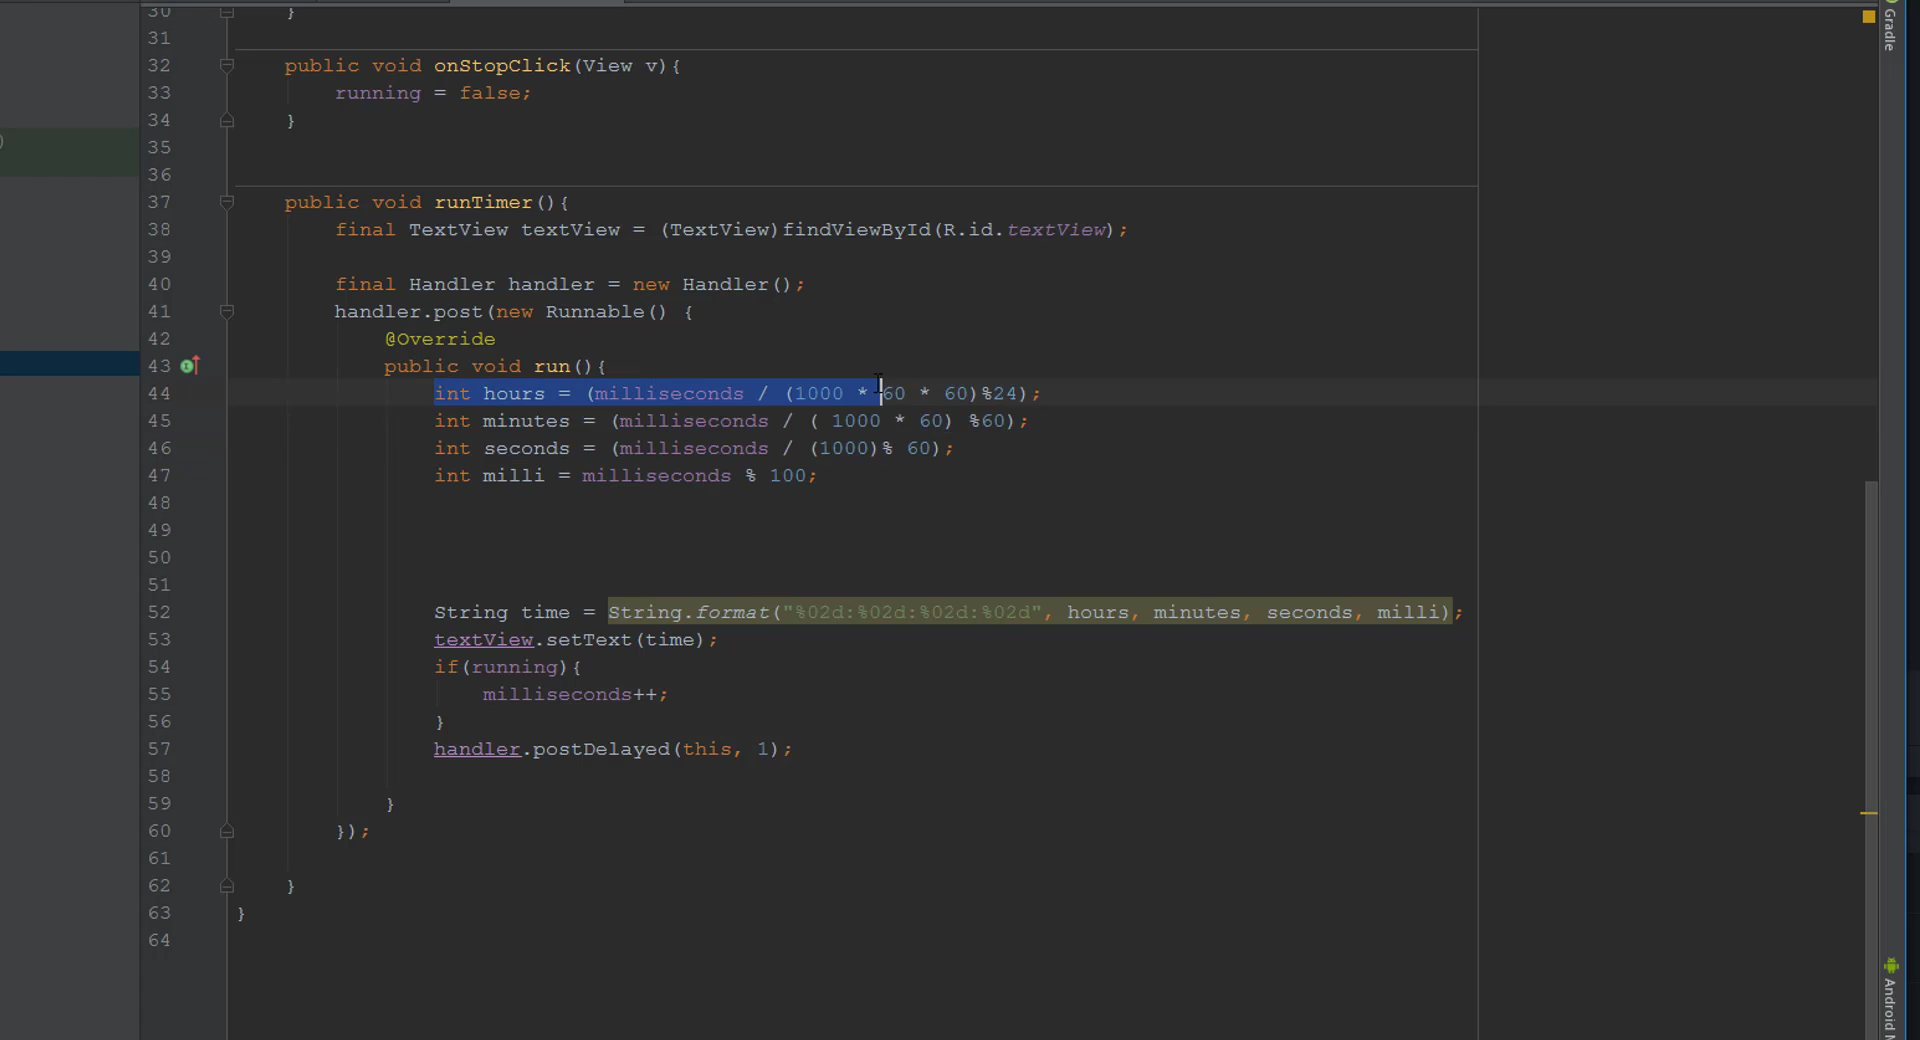 30 }
31
32 public void onStopClick(View v){
33 running = false;
34 }
35
36
37 public void runTimer(){
38 final TextView textView = (TextView)findViewById(R.id.textView);
39
40 final Handler handler = new Handler();
41 handler.post(new Runnable() {
42 @Override
43 public void run(){
44 int hours = (milliseconds / (1000 * 60 * 60)%24);
45 int minutes = (milliseconds / ( 1000 * 60) %60);
46 int seconds = (milliseconds / (1000)% 60);
47 int milli = milliseconds % 100;
48
49
50
51
52 String time = String.format("%02d:%02d:%02d:%02d", hours, minutes, seconds, milli);
53 textView.setText(time);
54 if(running){
55 milliseconds++;
56 }
57 handler.postDelayed(this, 1);
58
59 }
60 });
61
62 }
63 }
64
)
Gradle
Android M